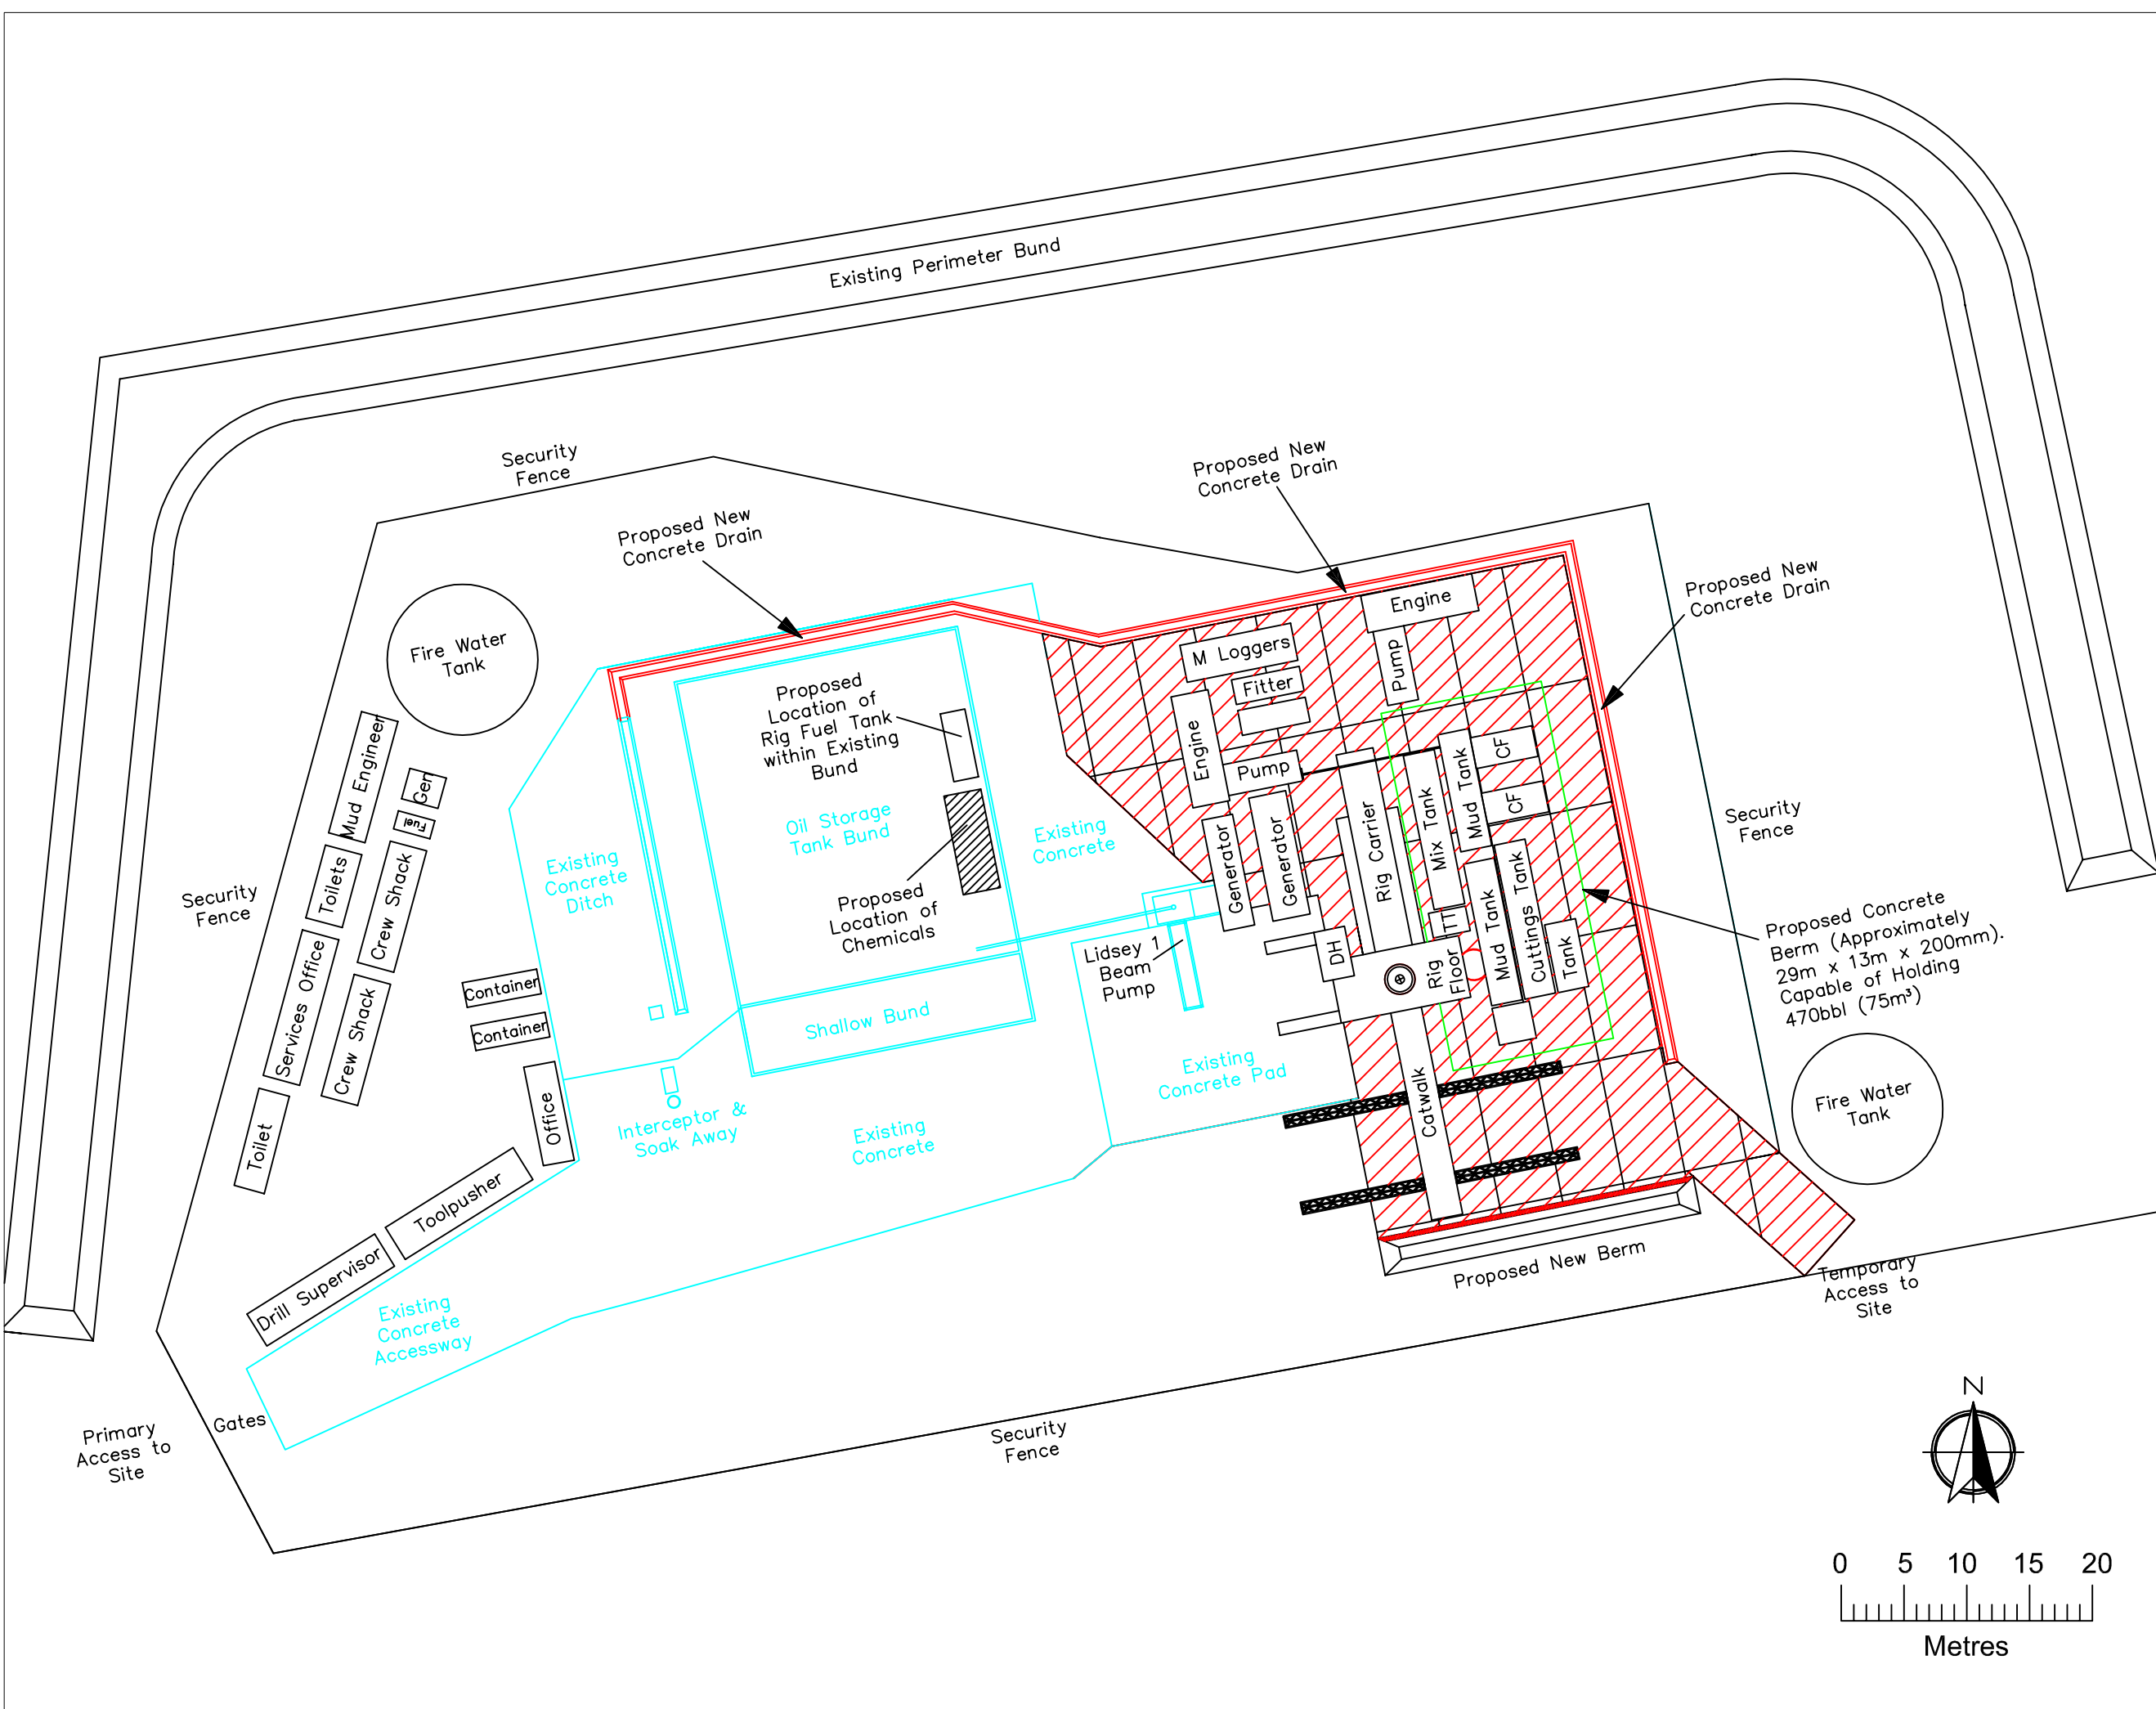 Existing Perimeter Bund
Security
Fence
Proposed New
Concrete Drain
Proposed New
Concrete Drain
Proposed New
Concrete Drain
Fire Water
Tank
Engine
M Loggers
Fitter
Pump
Engine
Pump
Proposed
Location of
Rig Fuel Tank
within Existing
Bund
Mud Engineer
Gen
Fuel
Toilets
Crew Shack
Services Office
Crew Shack
Toilet
Security
Fence
Existing
Concrete
Ditch
Oil Storage
Tank Bund
Existing
Concrete
Proposed
Location of
Chemicals
Generator
Generator
Rig Carrier
Mix Tank
Mud Tank
CF
CF
TT
Mud Tank
Cuttings Tank
Tank
DH
Rig
Floor
Security
Fence
Proposed Concrete
Berm (Approximately
29m x 13m x 200mm).
Capable of Holding
470bbl (75m³)
Lidsey 1
Beam
Pump
Container
Container
Office
Shallow Bund
Existing
Concrete Pad
Catwalk
Interceptor &
Soak Away
Existing
Concrete
Fire Water
Tank
Toolpusher
Drill Supervisor
Existing
Concrete
Accessway
Proposed New Berm
Temporary
Access to
Site
Gates
Primary
Access to
Site
Security
Fence
N
0 5 10 15 20
Metres